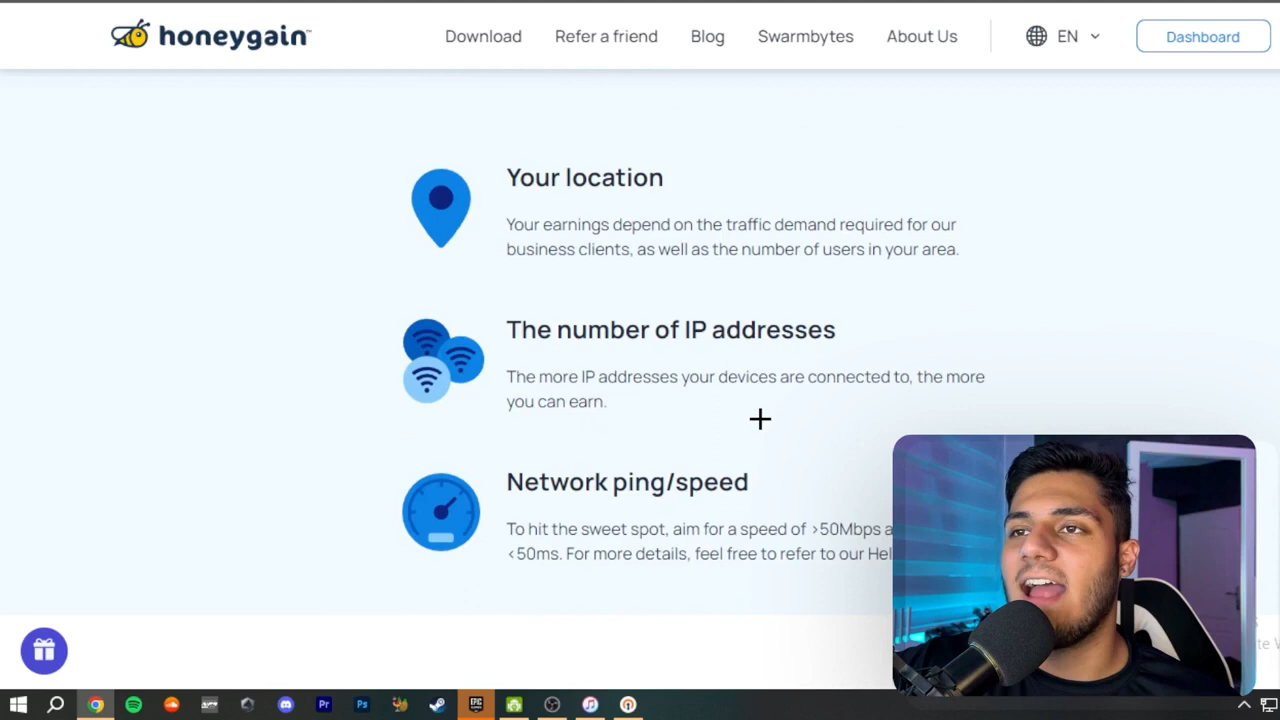 honeygain
Download Refer a friend Blog Swarmbytes About Us EN Dashboard
Your location
Your earnings depend on the traffic demand required for our
business clients, as well as the number of users in your area.
The number of IP addresses
The more IP addresses your devices are connected to, the more
you can earn.
Network ping/speed
To hit the sweet spot, aim for a speed of >50Mbps
<50ms. For more details, feel free to refer to our
Pr Ps EPIC